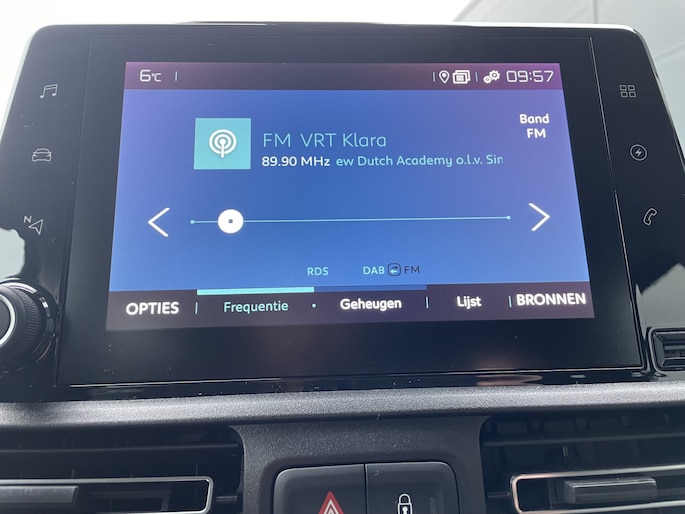 6°C | | 09:57
FM VRT Klara
Band
FM
89.90 MHz ew Dutch Academy o.l.v. Sin
N
RDS DAB FM
OPTIES | Frequentie · Geheugen | Lijst | BRONNEN